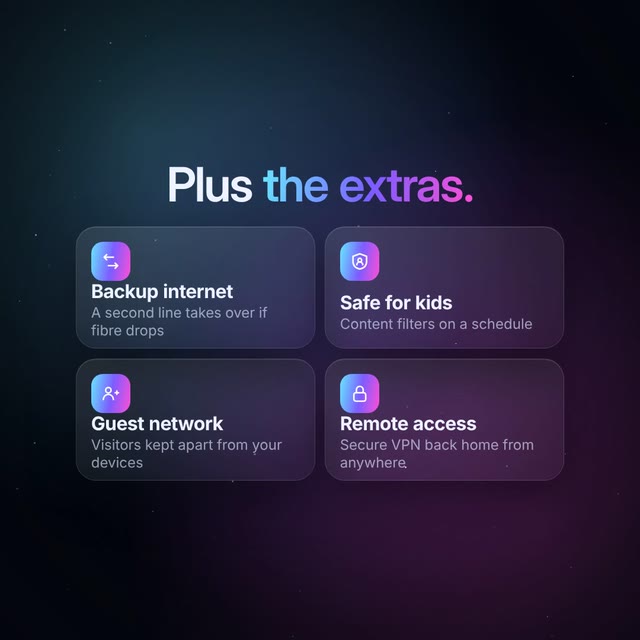 Plus the extras.
Backup internet
A second line takes over if
fibre drops
Safe for kids
Content filters on a schedule
Guest network
Visitors kept apart from your
devices
Remote access
Secure VPN back home from
anywhere